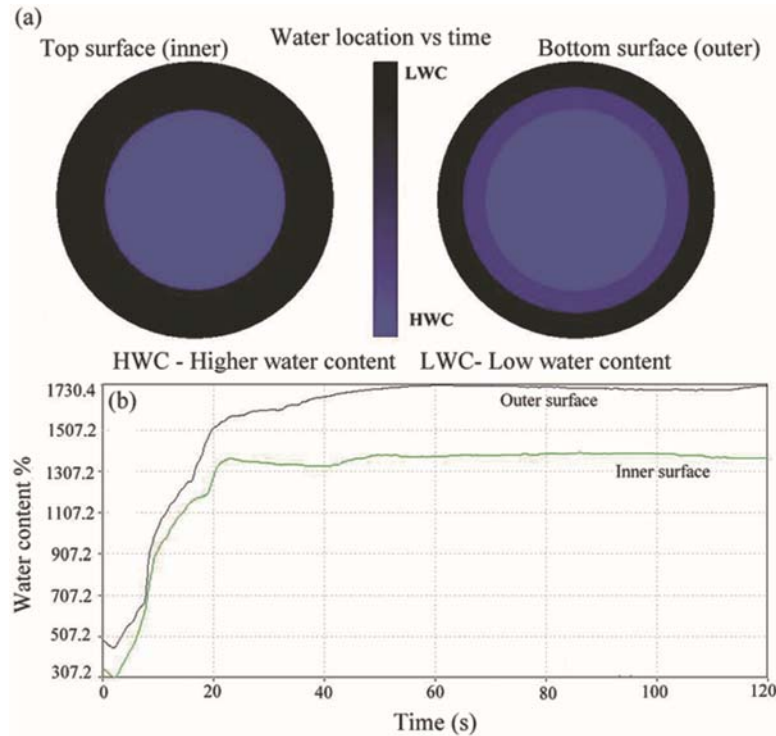 (a)
Top surface (inner)
Water location vs time
Bottom surface (outer)
LWC
HWC
HWC - Higher water content LWC- Low water content
(b)
1730.4
1507.2
1307.2
1107.2
907.2
707.2
507.2
307.2
Water content %
Outer surface
Inner surface
0 20 40 60 80 100 120
Time (s)